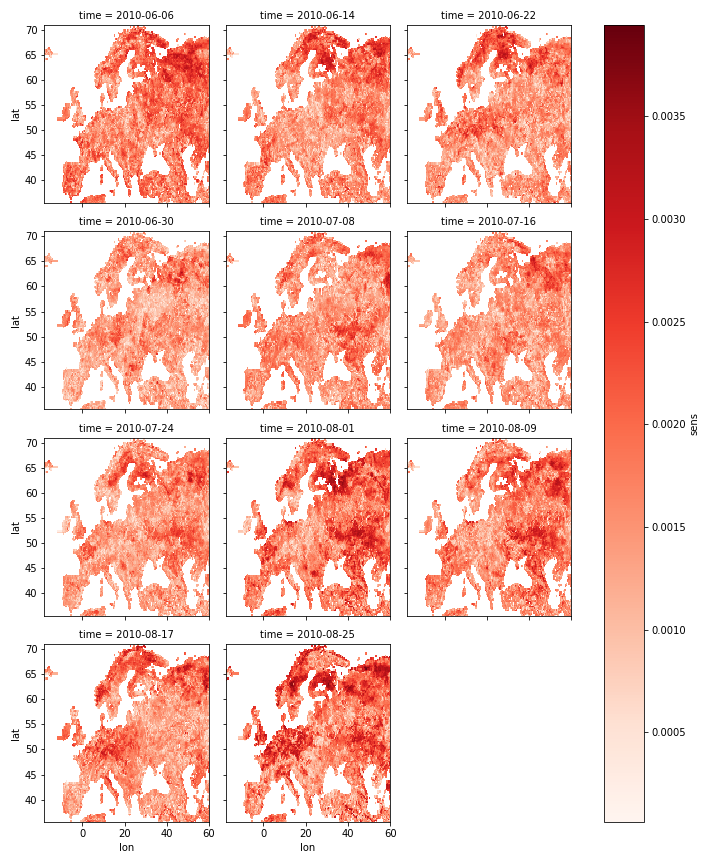 time = 2010-06-06
time = 2010-06-14
time = 2010-06-22
70
65
60
55
50
45
40
lat
time = 2010-06-30
time = 2010-07-08
time = 2010-07-16
70
65
60
55
50
45
40
lat
time = 2010-07-24
time = 2010-08-01
time = 2010-08-09
70
65
60
55
50
45
40
lat
time = 2010-08-17
time = 2010-08-25
70
65
60
55
50
45
40
lat
0 20 40 60
lon
0 20 40 60
lon
0.0035
0.0030
0.0025
0.0020
0.0015
0.0010
0.0005
sens